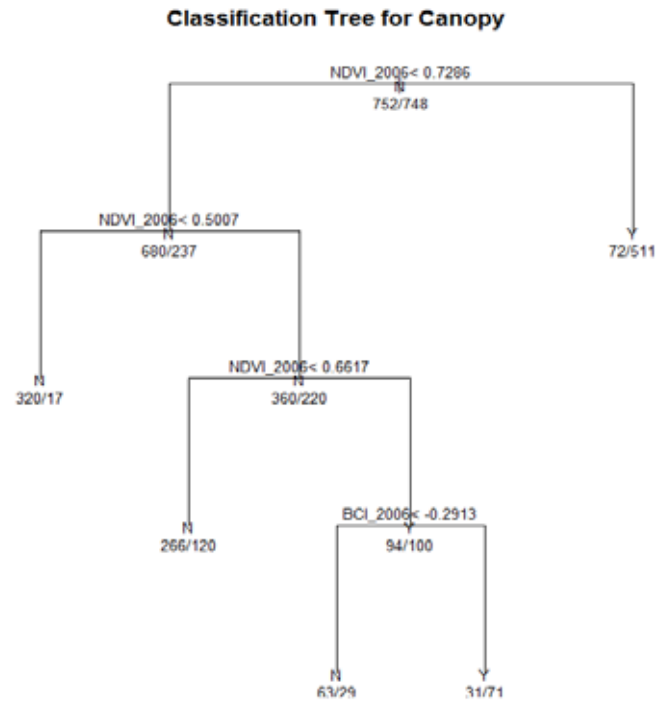 Classification Tree for Canopy
NDVI_2006< 0.7286
N
752/748
NDVI_2006< 0.5007
N
680/237
Y
72/511
N
320/17
NDVI_2006< 0.6617
N
360/220
N
266/120
BCI_2006< -0.2913
Y
94/100
N
63/29
Y
31/71